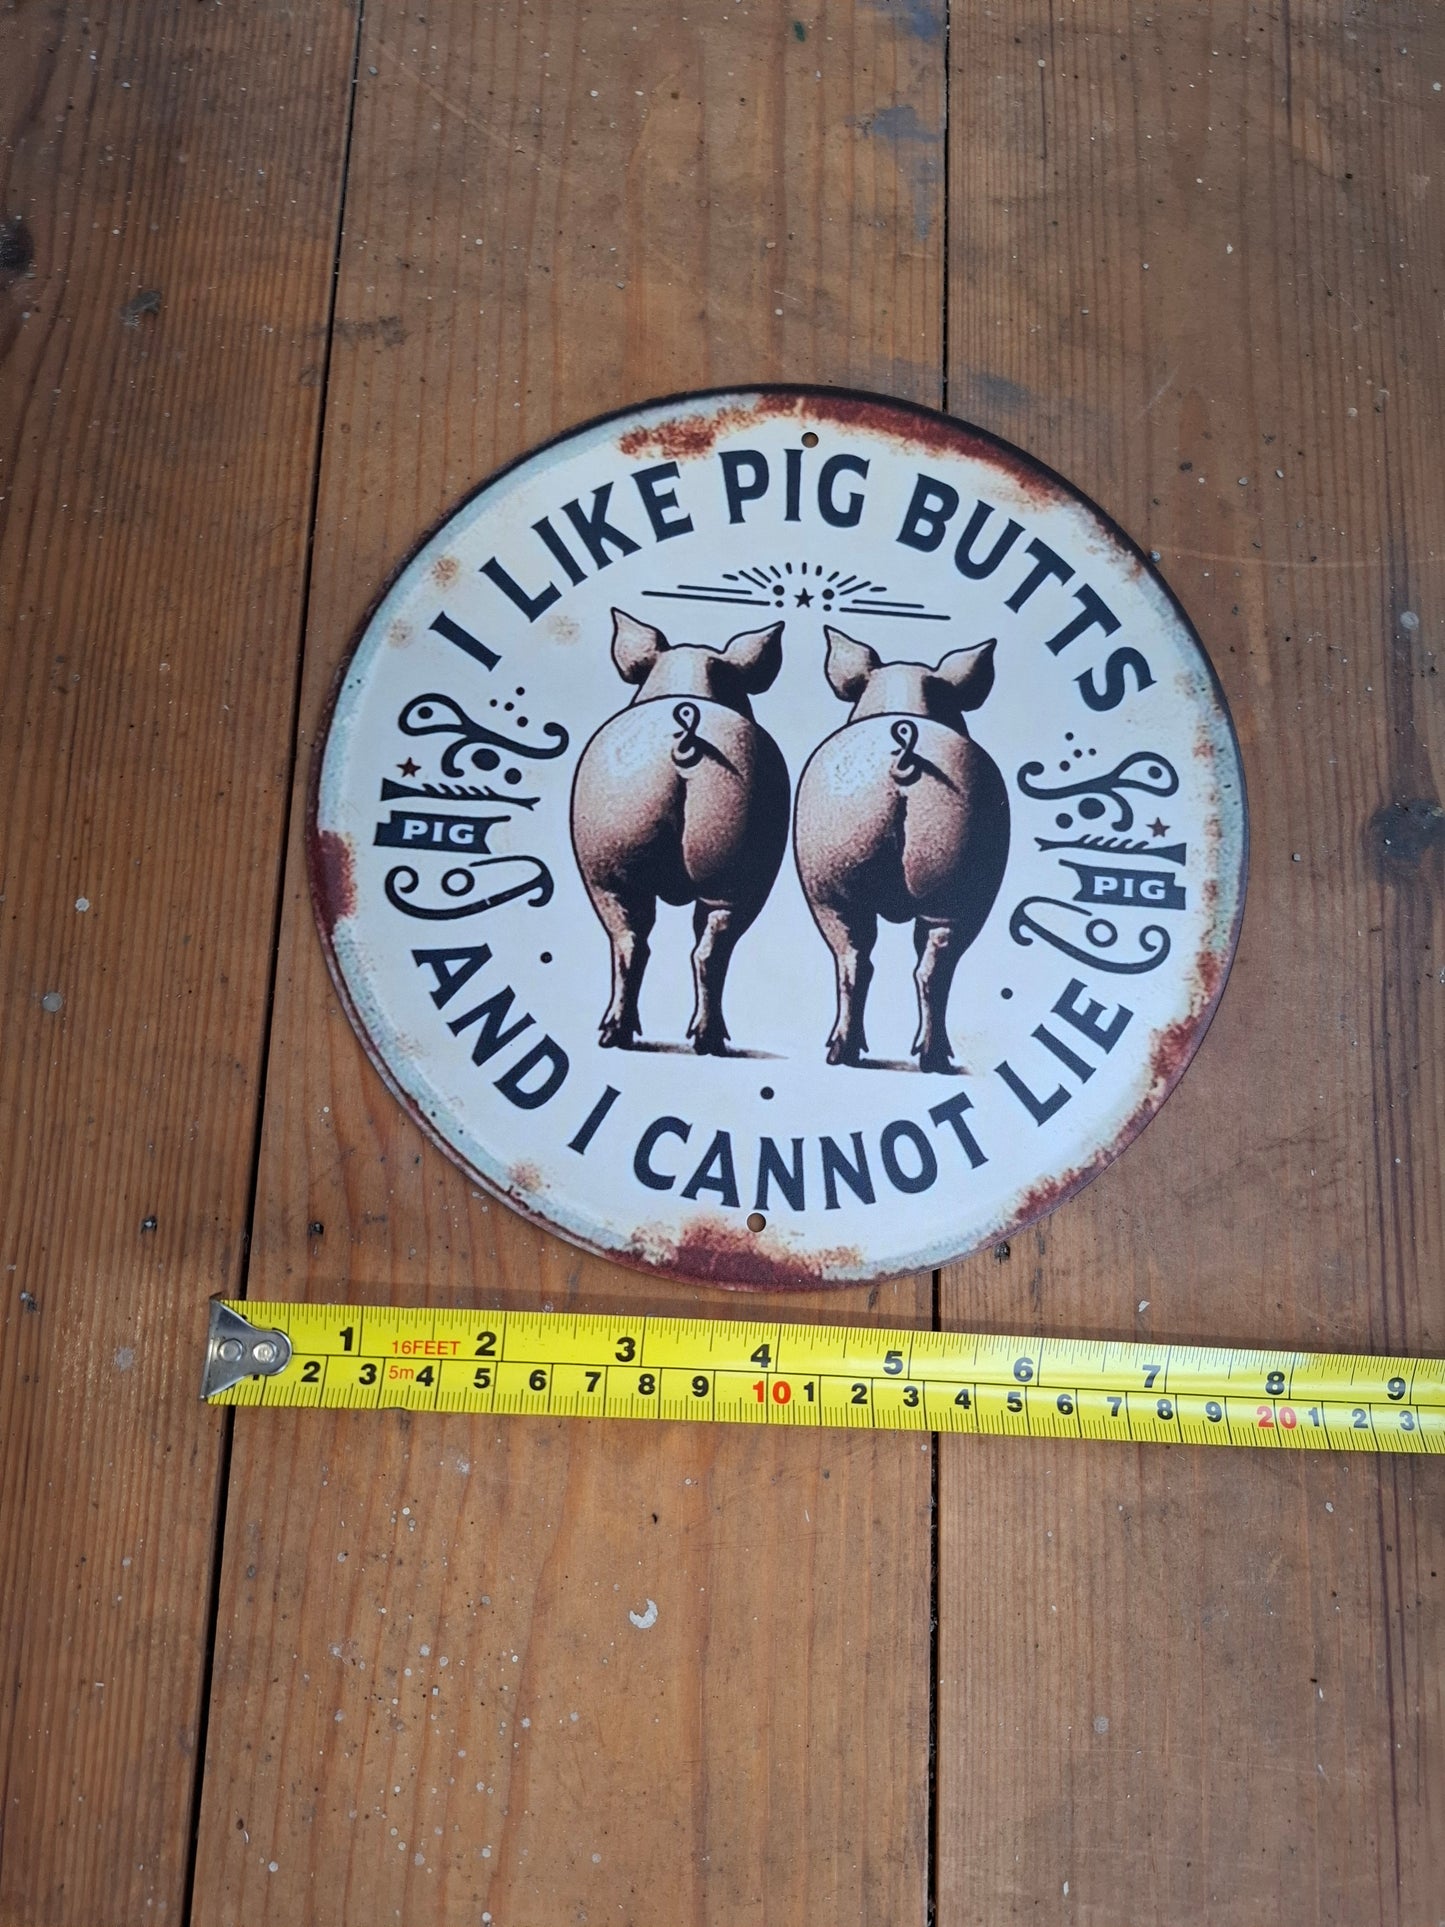 I LIKE PIG BUTTS
PIG
PIG
AND I CANNOT LIE
1 16FEET 2 3 4 5 6 7 8 9
1 2 3 5m 4 5 6 7 8 9 10 1 2 3 4 5 6 7 8 9 20 1 2 3